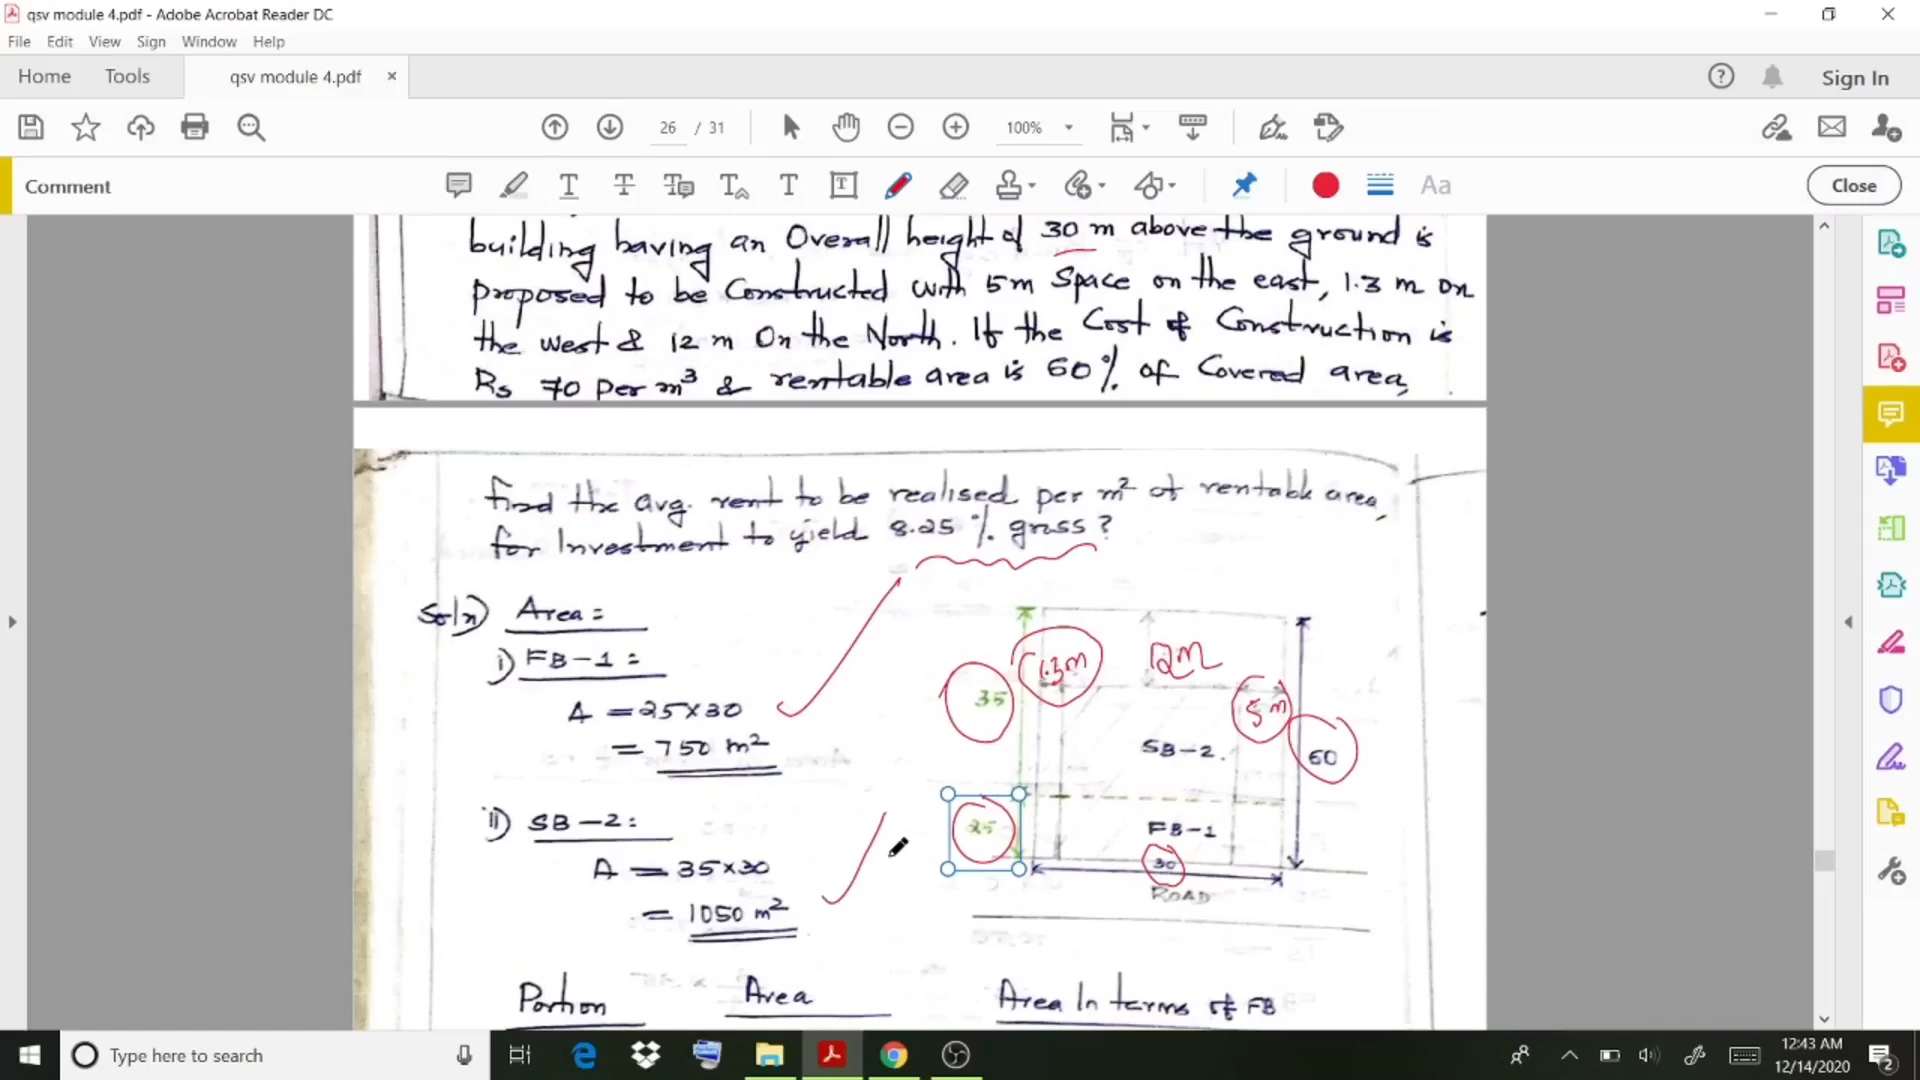 qsv module 4.pdf - Adobe Acrobat Reader DC
File Edit View Sign Window Help
Home Tools qsv module 4.pdf × Sign In
26 / 31 100%
Comment Close
building having an Overall height of 30 m above the ground is
proposed to be Constructed with 5m Space on the east, 1.3 m on
the west & 12 m On the North. If the Cost of Construction is
Rs 70 per m³ & rentable area is 60% of Covered area,
find the avg. rent to be realised per m² of rentable area,
for Investment to yield 8.25 % gross?
Soln) Area =
i) FB-1 =
A = 25×30
= 750 m²
ii) SB-2:
A = 35×30
= 1050 m²
1.3m
12m
35
5m
SB-2.
60
25
FB-1
30
ROAD
Portion Area Area In terms of FB
Type here to search
12:43 AM
12/14/2020
2